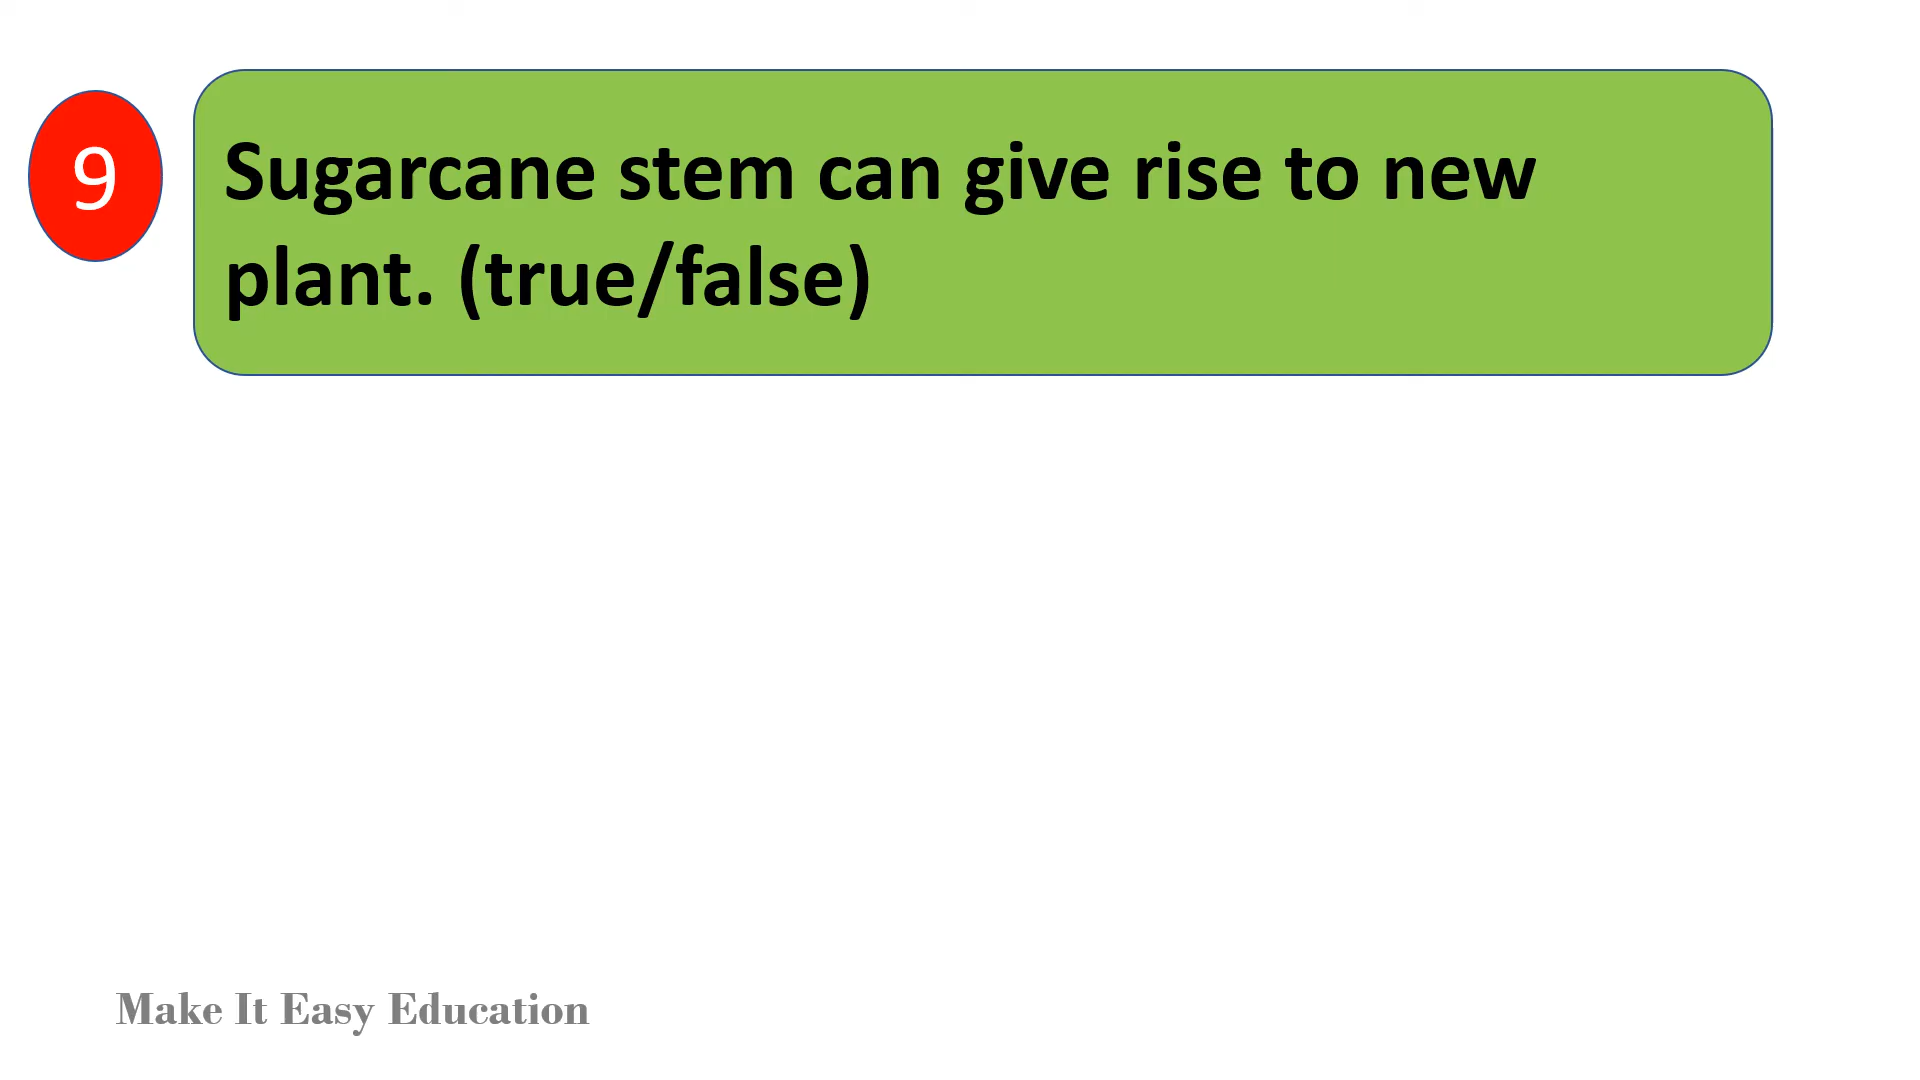 9
Sugarcane stem can give rise to new
plant. (true/false)
Make It Easy Education